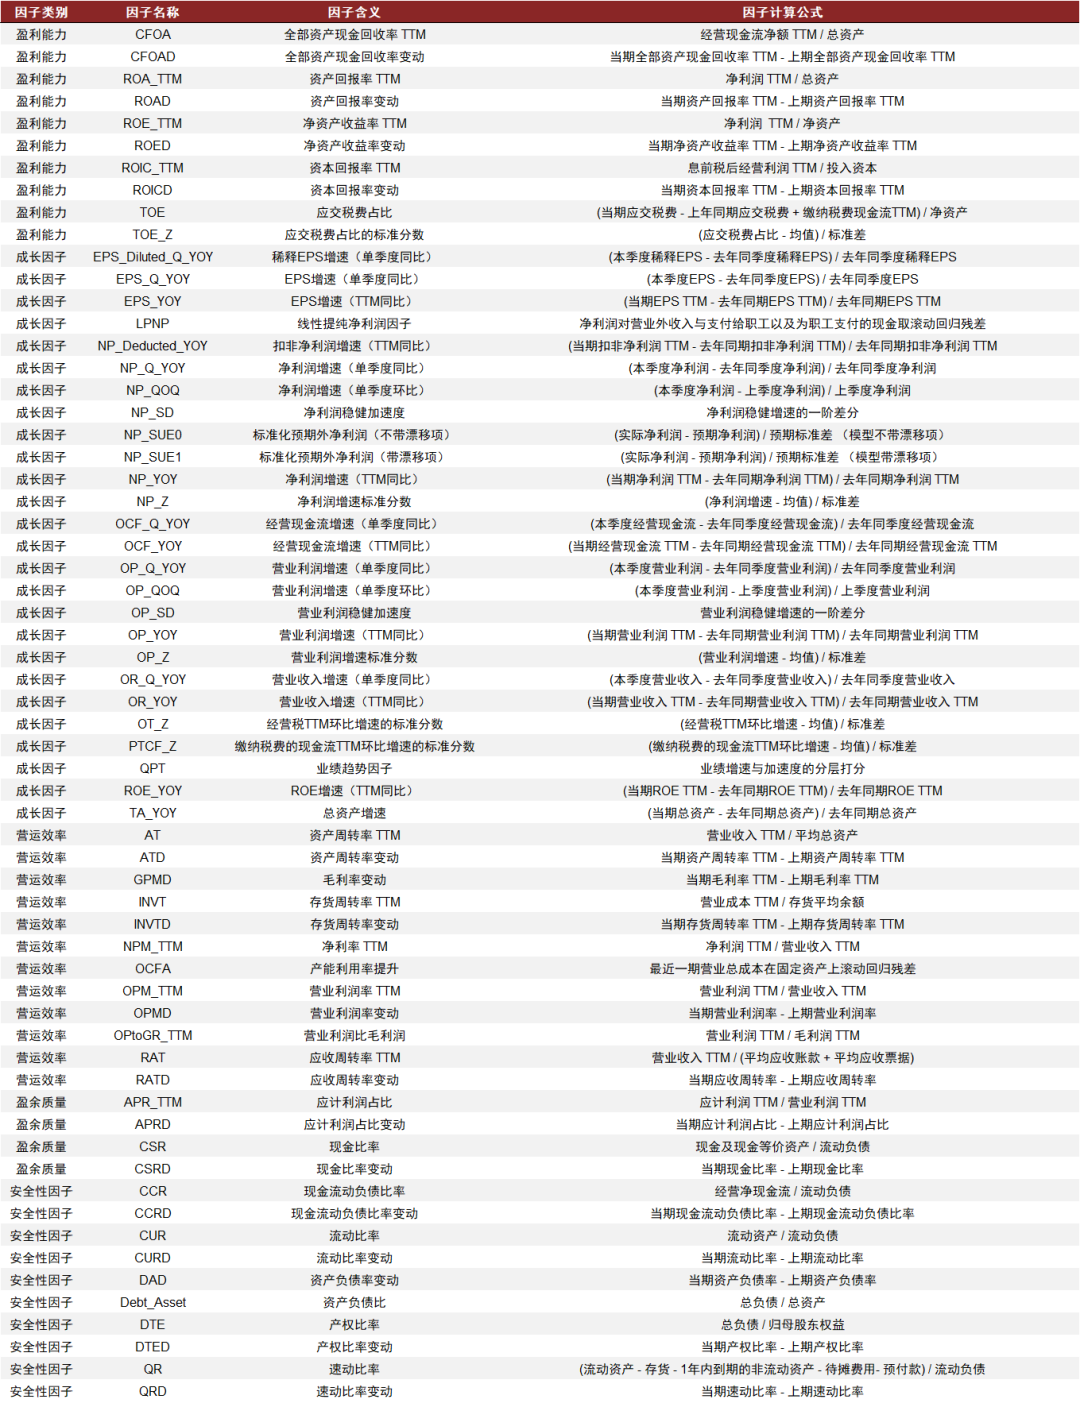 因子类别 因子名称 因子含义 因子计算公式
盈利能力 CFOA 全部资产现金回收率 TTM 经营现金流净额 TTM / 总资产
盈利能力 CFOAD 全部资产现金回收率变动 当期全部资产现金回收率 TTM - 上期全部资产现金回收率 TTM
盈利能力 ROA_TTM 资产回报率 TTM 净利润 TTM / 总资产
盈利能力 ROAD 资产回报率变动 当期资产回报率 TTM - 上期资产回报率 TTM
盈利能力 ROE_TTM 净资产收益率 TTM 净利润 TTM / 净资产
盈利能力 ROED 净资产收益率变动 当期净资产收益率 TTM - 上期净资产收益率 TTM
盈利能力 ROIC_TTM 资本回报率 TTM 息前税后经营利润 TTM / 投入资本
盈利能力 ROICD 资本回报率变动 当期资本回报率 TTM - 上期资本回报率 TTM
盈利能力 TOE 应交税费占比 (当期应交税费 - 上年同期应交税费 + 缴纳税费现金流TTM) / 净资产
盈利能力 TOE_Z 应交税费占比的标准分数 (应交税费占比 - 均值) / 标准差
成长因子 EPS_Diluted_Q_YOY 稀释EPS增速（单季度同比） (本季度稀释EPS - 去年同季度稀释EPS) / 去年同季度稀释EPS
成长因子 EPS_Q_YOY EPS增速（单季度同比） (本季度EPS - 去年同季度EPS) / 去年同季度EPS
成长因子 EPS_YOY EPS增速（TTM同比） (当期EPS TTM - 去年同期EPS TTM) / 去年同期EPS TTM
成长因子 LPNP 线性提纯净利润因子 净利润对营业外收入与支付给职工以及为职工支付的现金取滚动回归残差
成长因子 NP_Deducted_YOY 扣非净利润增速（TTM同比） (当期扣非净利润 TTM - 去年同期扣非净利润 TTM) / 去年同期扣非净利润 TTM
成长因子 NP_Q_YOY 净利润增速（单季度同比） (本季度净利润 - 去年同季度净利润) / 去年同季度净利润
成长因子 NP_QOQ 净利润增速（单季度环比） (本季度净利润 - 上季度净利润) / 上季度净利润
成长因子 NP_SD 净利润稳健加速度 净利润稳健增速的一阶差分
成长因子 NP_SUE0 标准化预期外净利润（不带漂移项） (实际净利润 - 预期净利润) / 预期标准差 （模型不带漂移项）
成长因子 NP_SUE1 标准化预期外净利润（带漂移项） (实际净利润 - 预期净利润) / 预期标准差 （模型带漂移项）
成长因子 NP_YOY 净利润增速（TTM同比） (当期净利润 TTM - 去年同期净利润 TTM) / 去年同期净利润 TTM
成长因子 NP_Z 净利润增速标准分数 (净利润增速 - 均值) / 标准差
成长因子 OCF_Q_YOY 经营现金流增速（单季度同比） (本季度经营现金流 - 去年同季度经营现金流) / 去年同季度经营现金流
成长因子 OCF_YOY 经营现金流增速（TTM同比） (当期经营现金流 TTM - 去年同期经营现金流 TTM) / 去年同期经营现金流 TTM
成长因子 OP_Q_YOY 营业利润增速（单季度同比） (本季度营业利润 - 去年同季度营业利润) / 去年同季度营业利润
成长因子 OP_QOQ 营业利润增速（单季度环比） (本季度营业利润 - 上季度营业利润) / 上季度营业利润
成长因子 OP_SD 营业利润稳健加速度 营业利润稳健增速的一阶差分
成长因子 OP_YOY 营业利润增速（TTM同比） (当期营业利润 TTM - 去年同期营业利润 TTM) / 去年同期营业利润 TTM
成长因子 OP_Z 营业利润增速标准分数 (营业利润增速 - 均值) / 标准差
成长因子 OR_Q_YOY 营业收入增速（单季度同比） (本季度营业收入 - 去年同季度营业收入) / 去年同季度营业收入
成长因子 OR_YOY 营业收入增速（TTM同比） (当期营业收入 TTM - 去年同期营业收入 TTM) / 去年同期营业收入 TTM
成长因子 OT_Z 经营税TTM环比增速的标准分数 (经营税TTM环比增速 - 均值) / 标准差
成长因子 PTCF_Z 缴纳税费的现金流TTM环比增速的标准分数 (缴纳税费的现金流TTM环比增速 - 均值) / 标准差
成长因子 QPT 业绩趋势因子 业绩增速与加速度的分层打分
成长因子 ROE_YOY ROE增速（TTM同比） (当期ROE TTM - 去年同期ROE TTM) / 去年同期ROE TTM
成长因子 TA_YOY 总资产增速 (当期总资产 - 去年同期总资产) / 去年同期总资产
营运效率 AT 资产周转率 TTM 营业收入 TTM / 平均总资产
营运效率 ATD 资产周转率变动 当期资产周转率 TTM - 上期资产周转率 TTM
营运效率 GPMD 毛利率变动 当期毛利率 TTM - 上期毛利率 TTM
营运效率 INVT 存货周转率 TTM 营业成本 TTM / 存货平均余额
营运效率 INVTD 存货周转率变动 当期存货周转率 TTM - 上期存货周转率 TTM
营运效率 NPM_TTM 净利率 TTM 净利润 TTM / 营业收入 TTM
营运效率 OCFA 产能利用率提升 最近一期营业总成本在固定资产上滚动回归残差
营运效率 OPM_TTM 营业利润率 TTM 营业利润 TTM / 营业收入 TTM
营运效率 OPMD 营业利润率变动 当期营业利润率 - 上期营业利润率
营运效率 OPtoGR_TTM 营业利润比毛利润 营业利润 TTM / 毛利润 TTM
营运效率 RAT 应收周转率 TTM 营业收入 TTM / (平均应收账款 + 平均应收票据)
营运效率 RATD 应收周转率变动 当期应收周转率 - 上期应收周转率
盈余质量 APR_TTM 应计利润占比 应计利润 TTM / 营业利润 TTM
盈余质量 APRD 应计利润占比变动 当期应计利润占比 - 上期应计利润占比
盈余质量 CSR 现金比率 现金及现金等价资产 / 流动负债
盈余质量 CSRD 现金比率变动 当期现金比率 - 上期现金比率
安全性因子 CCR 现金流动负债比率 经营净现金流 / 流动负债
安全性因子 CCRD 现金流动负债比率变动 当期现金流动负债比率 - 上期现金流动负债比率
安全性因子 CUR 流动比率 流动资产 / 流动负债
安全性因子 CURD 流动比率变动 当期流动比率 - 上期流动比率
安全性因子 DAD 资产负债率变动 当期资产负债率 - 上期资产负债率
安全性因子 Debt_Asset 资产负债比 总负债 / 总资产
安全性因子 DTE 产权比率 总负债 / 归母股东权益
安全性因子 DTED 产权比率变动 当期产权比率 - 上期产权比率
安全性因子 QR 速动比率 (流动资产 - 存货 - 1年内到期的非流动资产 - 待摊费用- 预付款) / 流动负债
安全性因子 QRD 速动比率变动 当期速动比率 - 上期速动比率